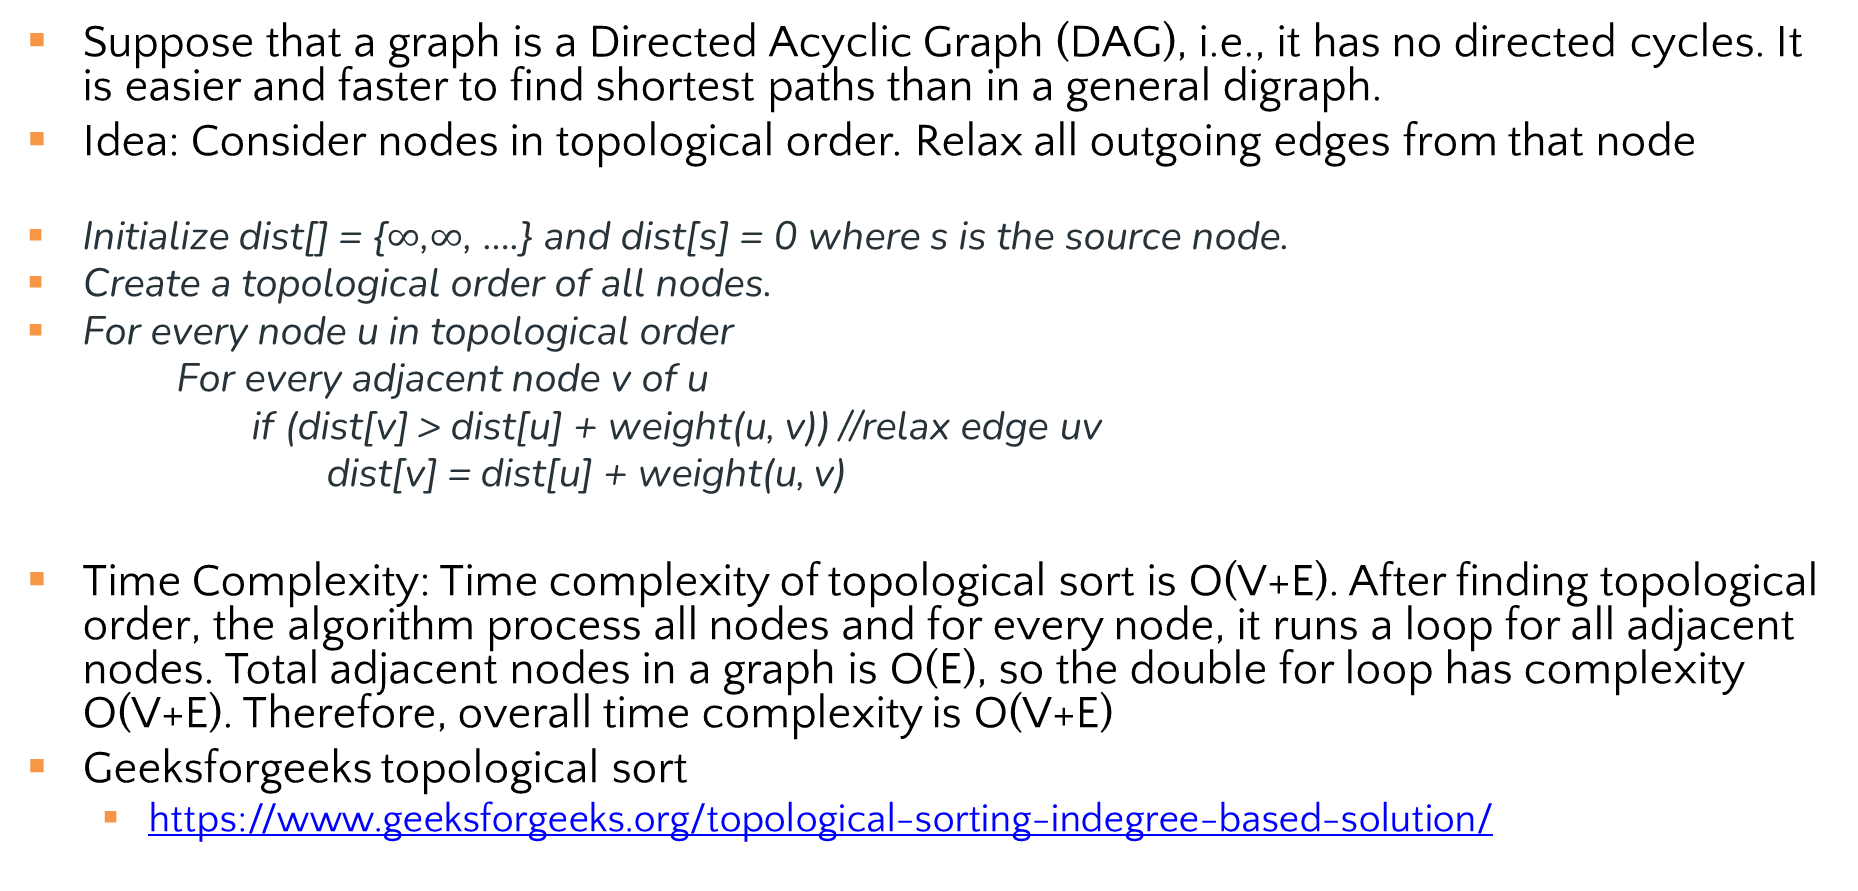 Suppose that a graph is a Directed Acyclic Graph (DAG), i.e., it has no directed cycles. It
is easier and faster to find shortest paths than in a general digraph.
Idea: Consider nodes in topological order. Relax all outgoing edges from that node
Initialize dist[] = {∞,∞, ....} and dist[s] = 0 where s is the source node.
Create a topological order of all nodes.
For every node u in topological order
For every adjacent node v of u
if (dist[v] > dist[u] + weight(u, v)) //relax edge uv
dist[v] = dist[u] + weight(u, v)
Time Complexity: Time complexity of topological sort is O(V+E). After finding topological
order, the algorithm process all nodes and for every node, it runs a loop for all adjacent
nodes. Total adjacent nodes in a graph is O(E), so the double for loop has complexity
O(V+E). Therefore, overall time complexity is O(V+E)
Geeksforgeeks topological sort
https://www.geeksforgeeks.org/topological-sorting-indegree-based-solution/